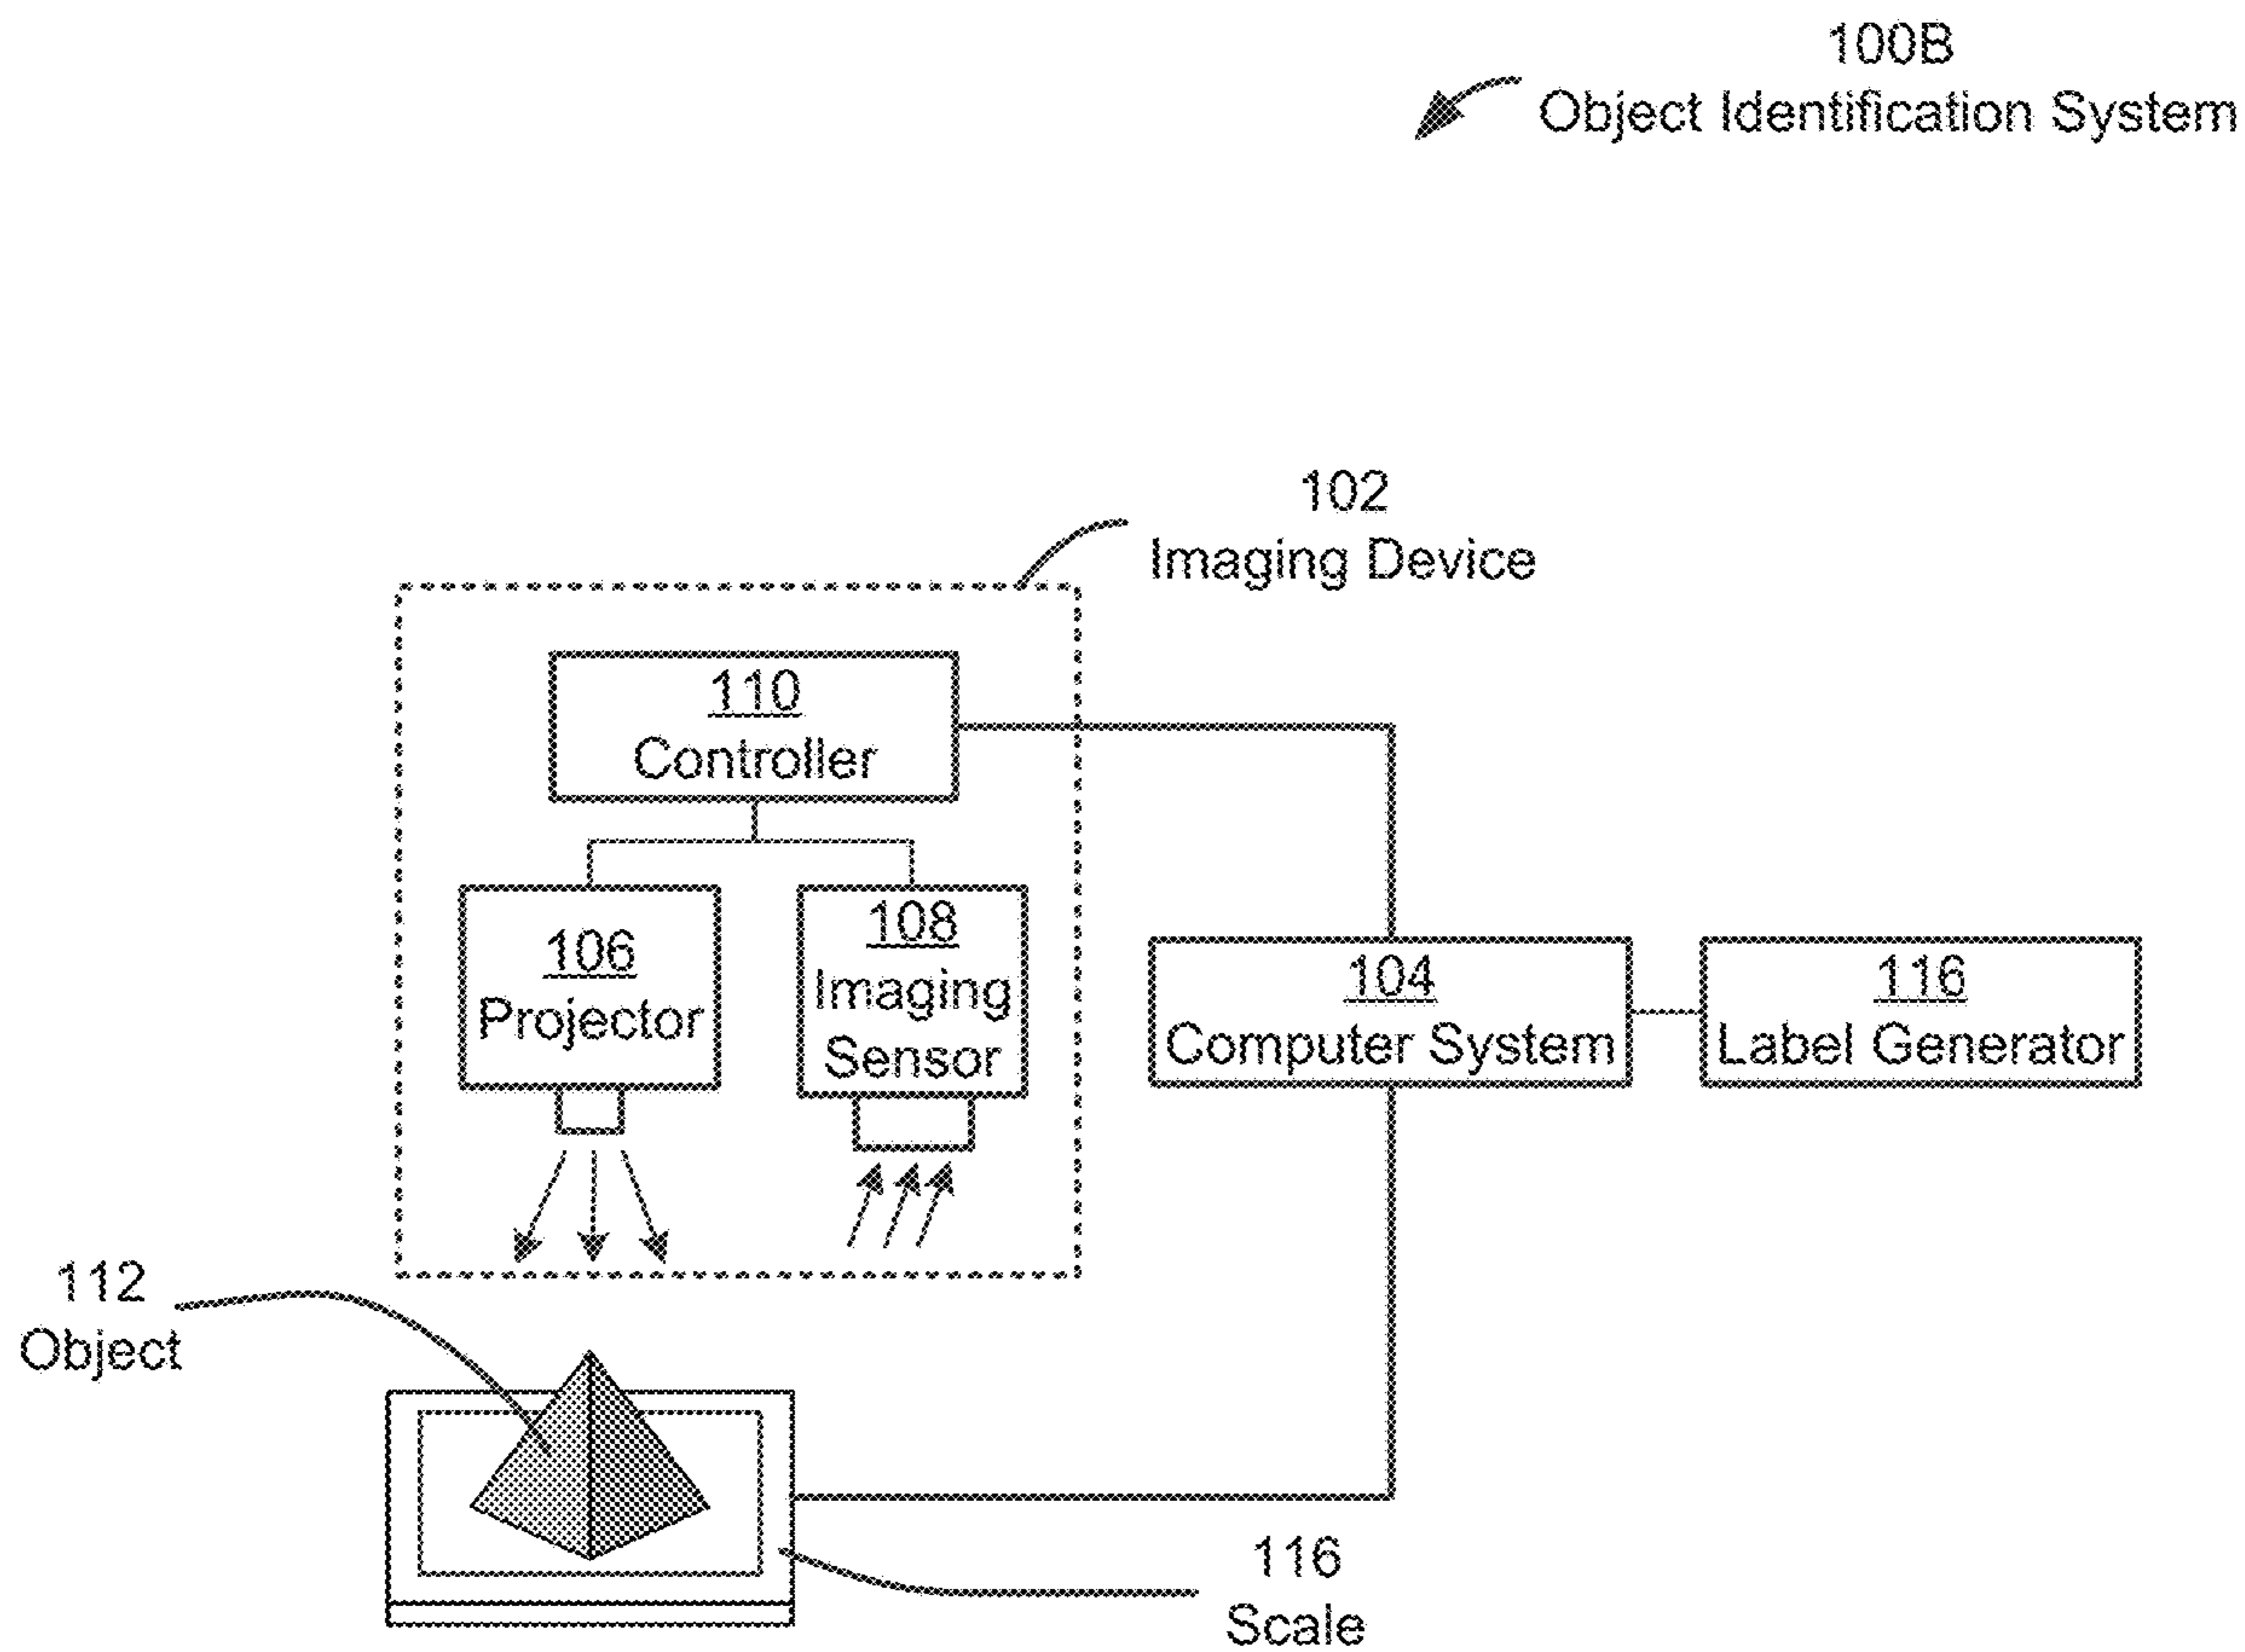 100B
Object Identification System
102
Imaging Device
110
Controller
106
Projector
108
Imaging
Sensor
104
Computer System
116
Label Generator
112
Object
116
Scale